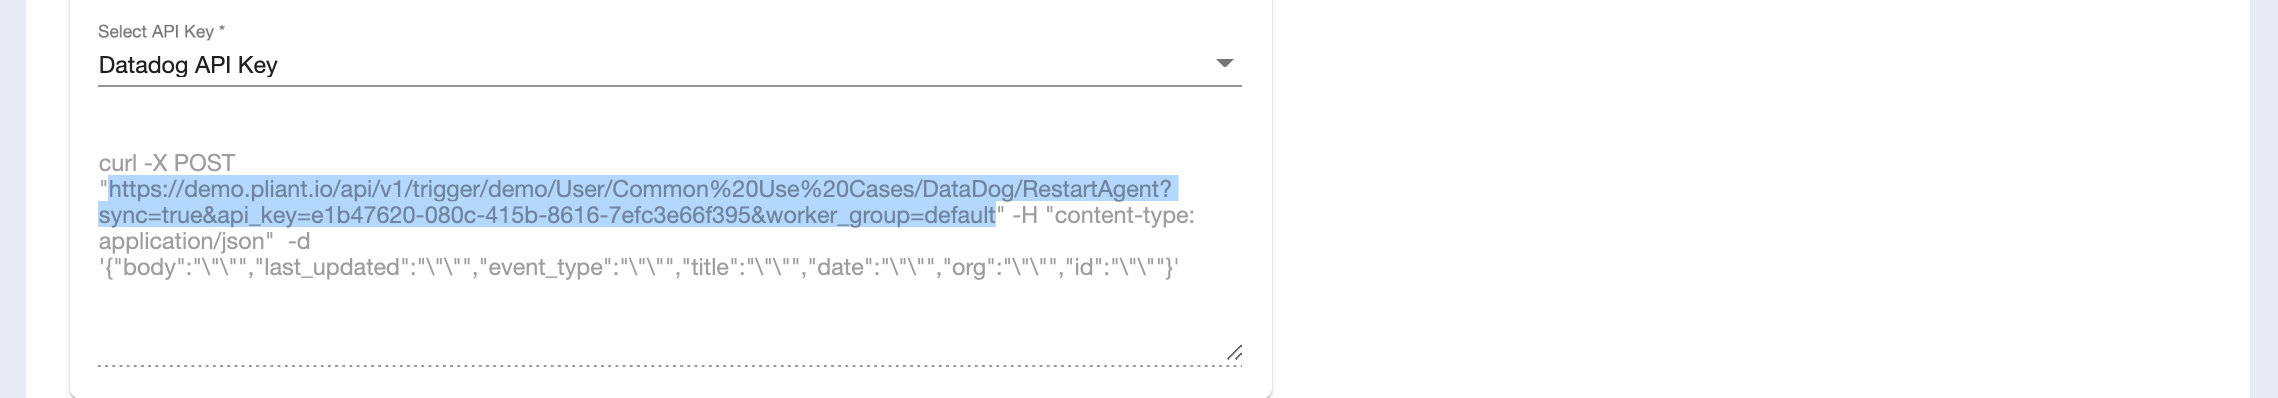 Select API Key *
Datadog API Key
curl -X POST
"https://demo.pliant.io/api/v1/trigger/demo/User/Common%20Use%20Cases/DataDog/RestartAgent?
sync=true&api_key=e1b47620-080c-415b-8616-7efc3e66f395&worker_group=default" -H "content-type:
application/json"  -d
'{"body":"\"\"","last_updated":"\"\"","event_type":"\"\"","title":"\"\"","date":"\"\"","org":"\"\"","id":"\"\""}'